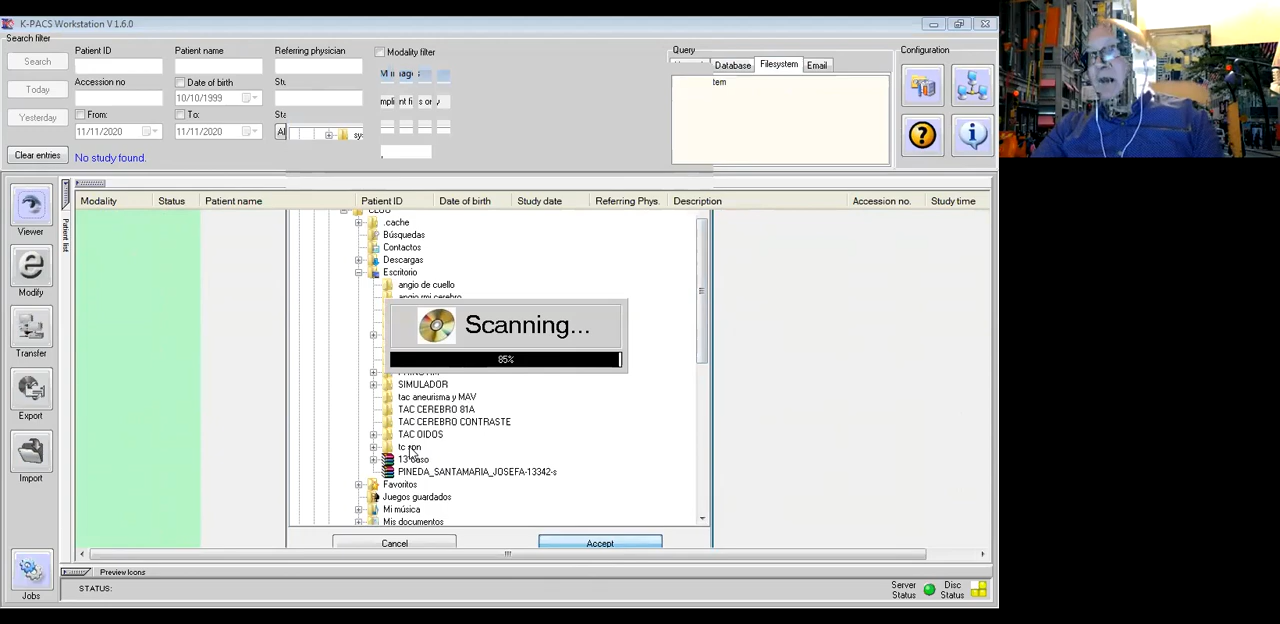 K-PACS Workstation V 1.6.0
Search filter
Patient ID
Patient name
Referring physician
Modality filter
Query
Configuration
Search
Database
Filesystem
Email
Accession no
Date of birth
Today
10/10/1999
From:
To:
Yesterday
11/11/2020
11/11/2020
Clear entries
No study found.
Modality
Status
Patient name
Patient ID
Date of birth
Study date
Referring Phys.
Description
Accession no.
Study time
Viewer
Modify
Transfer
Export
Import
Jobs
Patient list
.cache
Búsquedas
Contactos
Descargas
Escritorio
angio de cuello
angio rmi cerebro
Scanning...
85%
SIMULADOR
tac aneurisma y MAV
TAC CEREBRO 81A
TAC CEREBRO CONTRASTE
TAC OIDOS
PINEDA_SANTAMARIA_JOSEFA-13342-s
Favoritos
Juegos guardados
Mi música
Mis documentos
Cancel
Accept
Preview Icons
STATUS:
Server Status
Disc Status